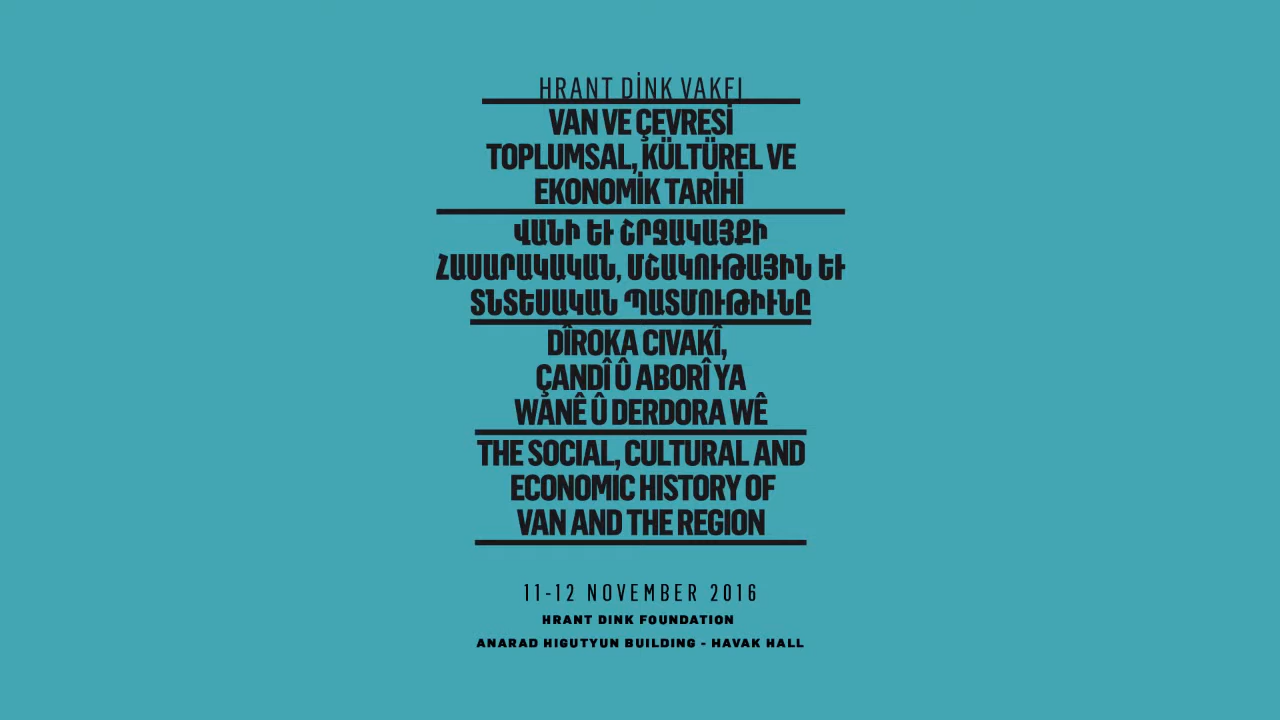 HRANT DİNK VAKFI
VAN VE ÇEVRESİ
TOPLUMSAL, KÜLTÜREL VE
EKONOMİK TARİHİ
ՎԱՆԻ ԵՒ ՇՐՋԱԿԱՅՔԻ
ՀԱՍԱՐԱԿԱԿԱՆ, ՄՇԱԿՈՒԹԱՅԻՆ ԵՒ
ՏՆՏԵՍԱԿԱՆ ՊԱՏՄՈՒԹԻՒՆԸ
DÎROKA CIVAKÎ,
ÇANDÎ Û ABORÎ YA
WANÊ Û DERDORA WÊ
THE SOCIAL, CULTURAL AND
ECONOMIC HISTORY OF
VAN AND THE REGION
11-12 NOVEMBER 2016
HRANT DINK FOUNDATION
ANARAD HIGUTYUN BUILDING - HAVAK HALL